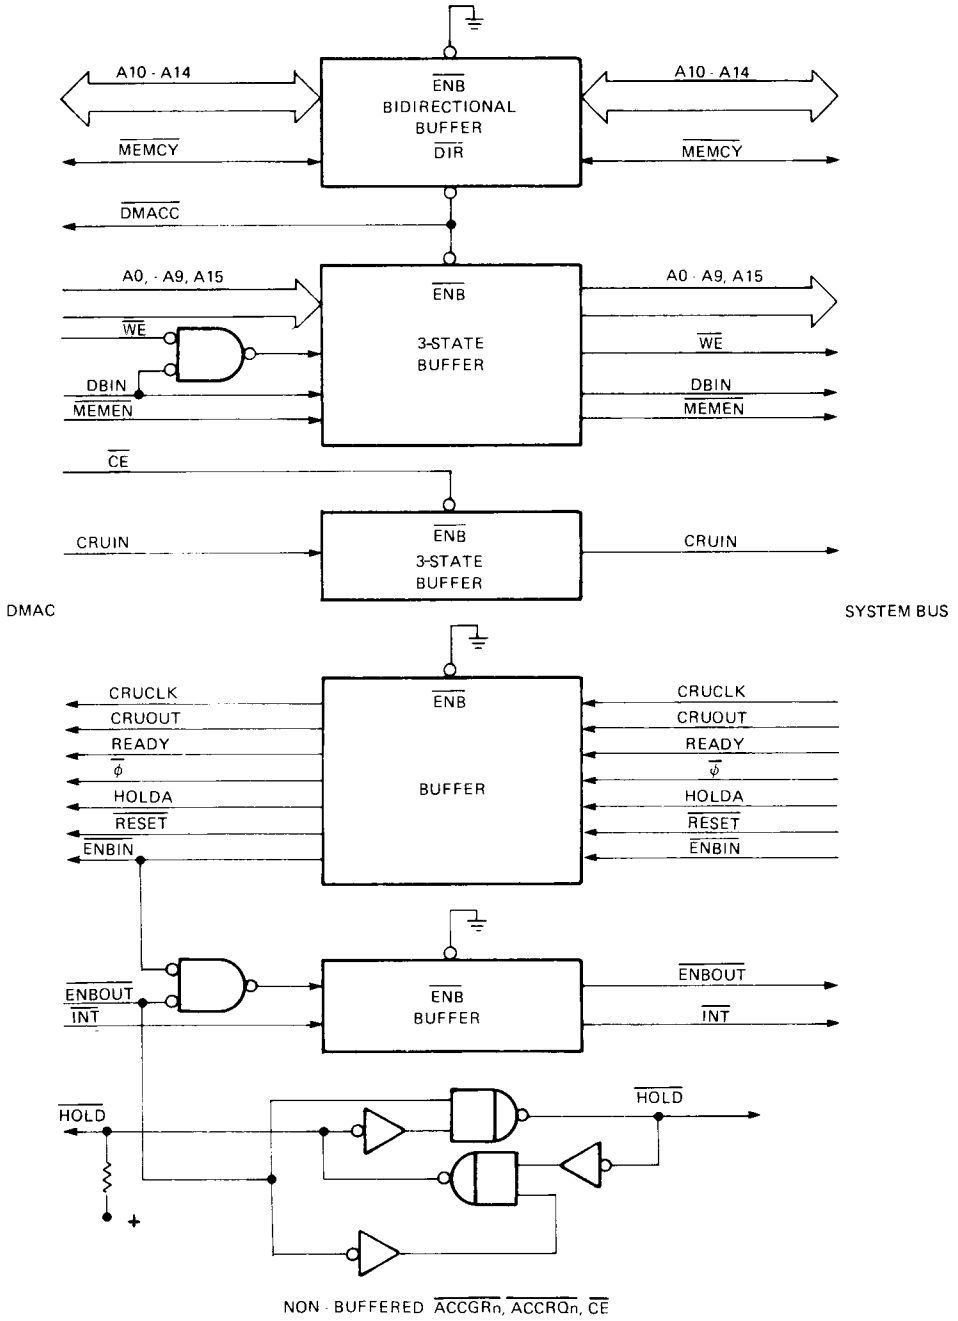 A10 - A14
A10 - A14
ENB
BIDIRECTIONAL
BUFFER
DIR
MEMCY
MEMCY
DMACC
A0, - A9, A15
A0 - A9, A15
ENB
WE
3-STATE
BUFFER
WE
DBIN
DBIN
MEMEN
MEMEN
CE
ENB
3-STATE
BUFFER
CRUIN
CRUIN
DMAC
SYSTEM BUS
ENB
CRUCLK
CRUCLK
CRUOUT
CRUOUT
READY
READY
φ
φ
BUFFER
HOLDA
HOLDA
RESET
RESET
ENBIN
ENBIN
ENBOUT
ENBOUT
ENB
BUFFER
INT
INT
HOLD
HOLD
+
NON - BUFFERED ACCGRn, ACCRQn, CE